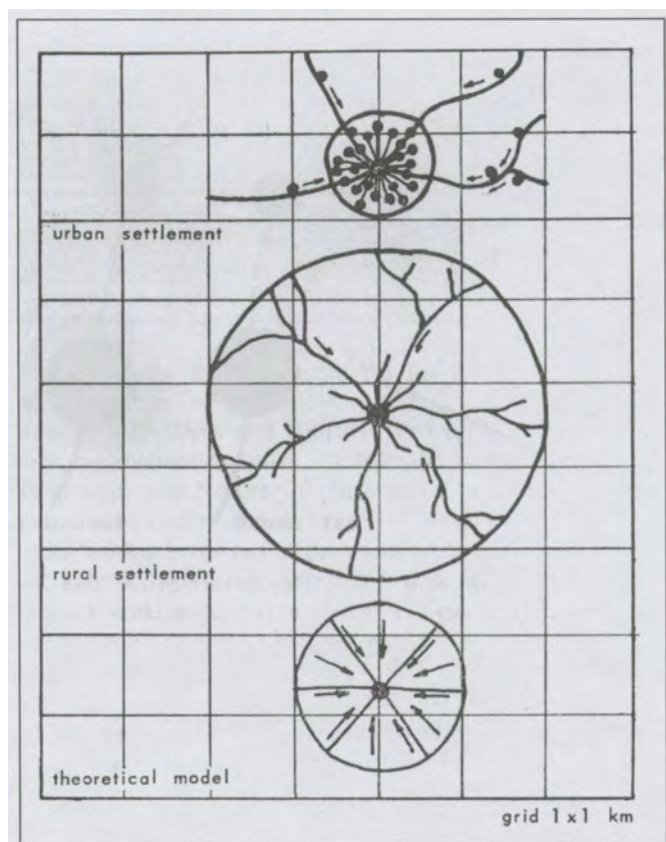 urban settlement
rural settlement
theoretical model
grid 1 x 1 km